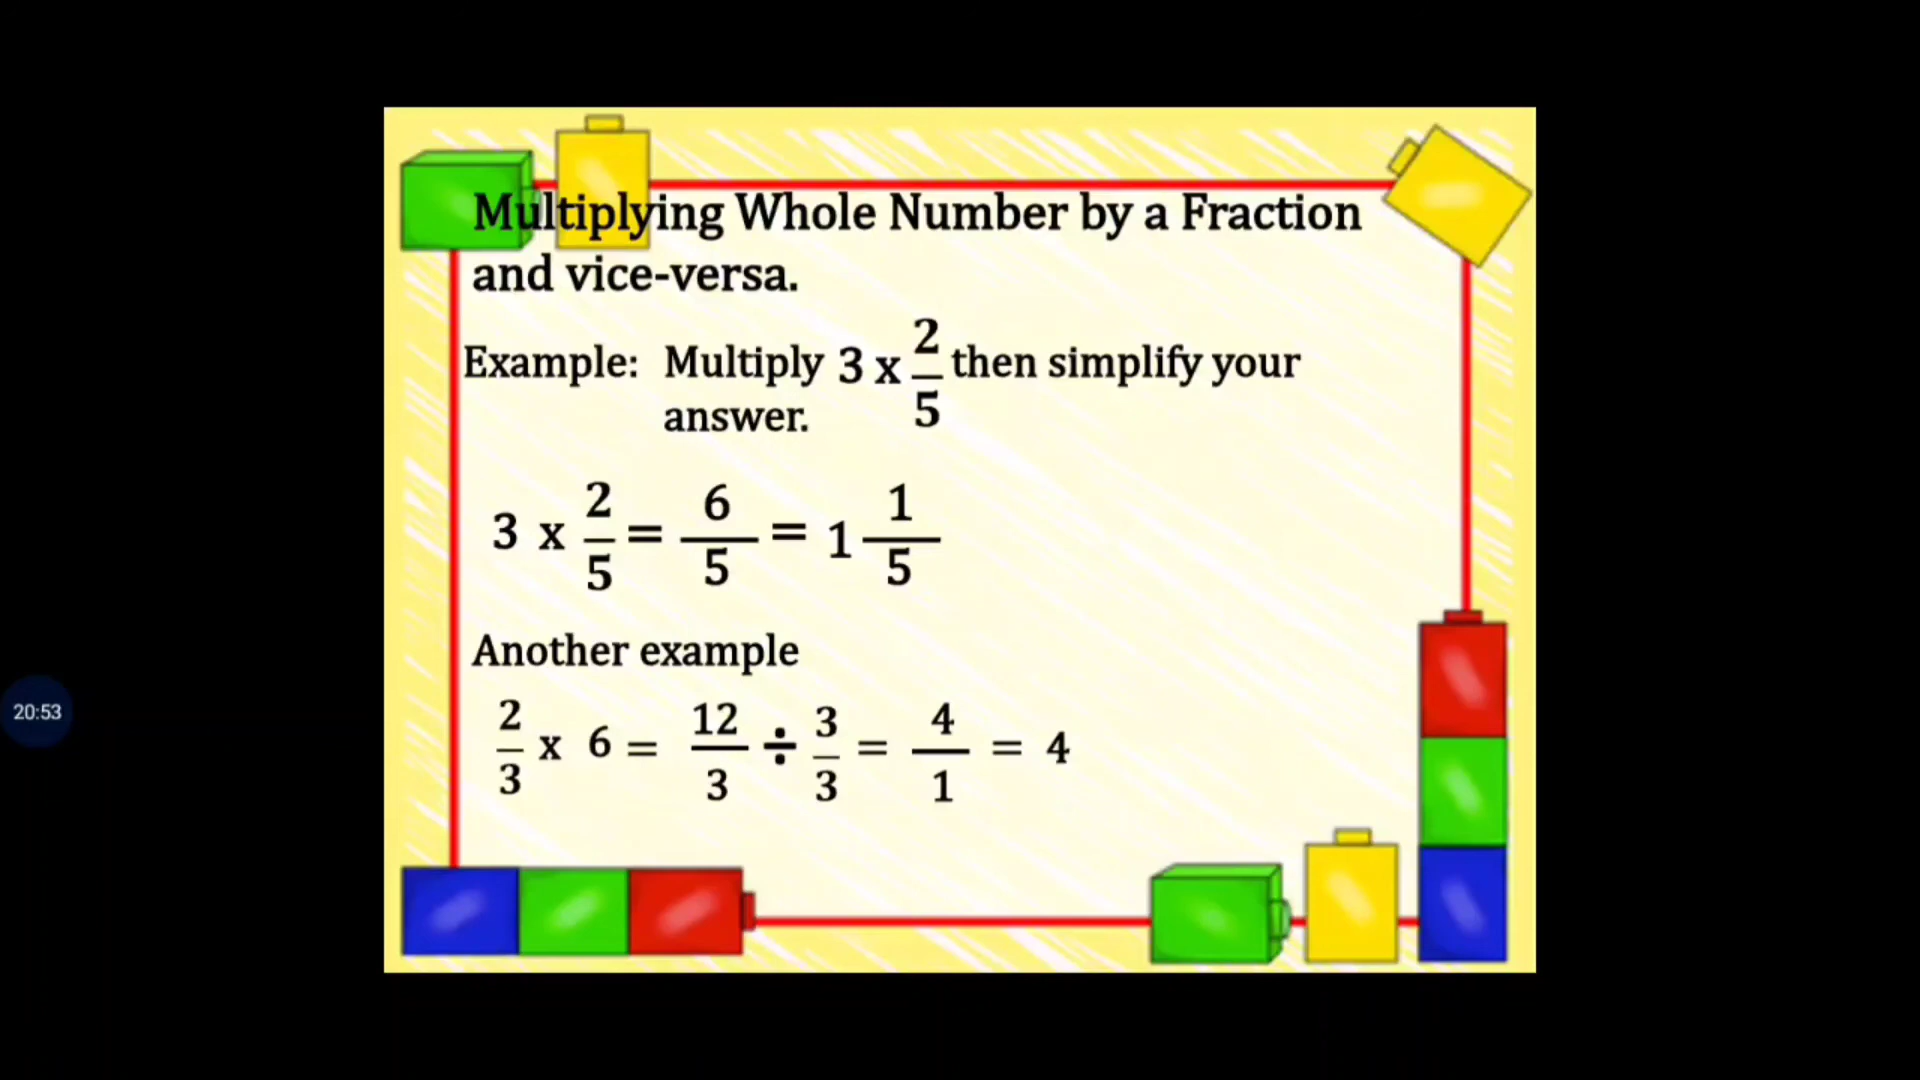 Multiplying Whole Number by a Fraction
and vice-versa.
Example: Multiply 3 x 2/5 then simplify your
answer.
3 x 2/5 = 6/5 = 1 1/5
Another example
2/3 x 6 = 12/3 ÷ 3/3 = 4/1 = 4
20:53